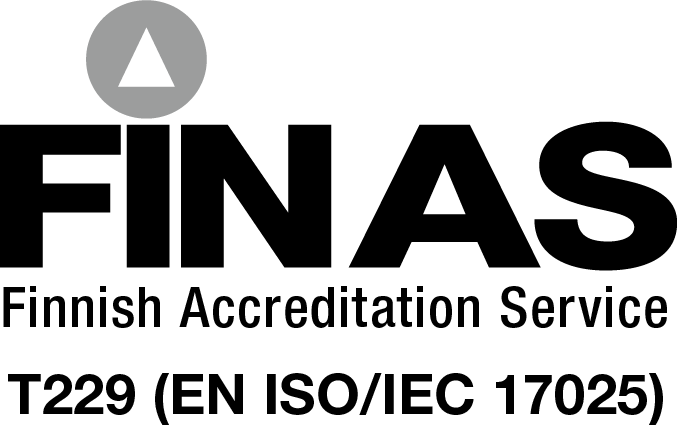 FINAS
Finnish Accreditation Service
T229 (EN ISO/IEC 17025)